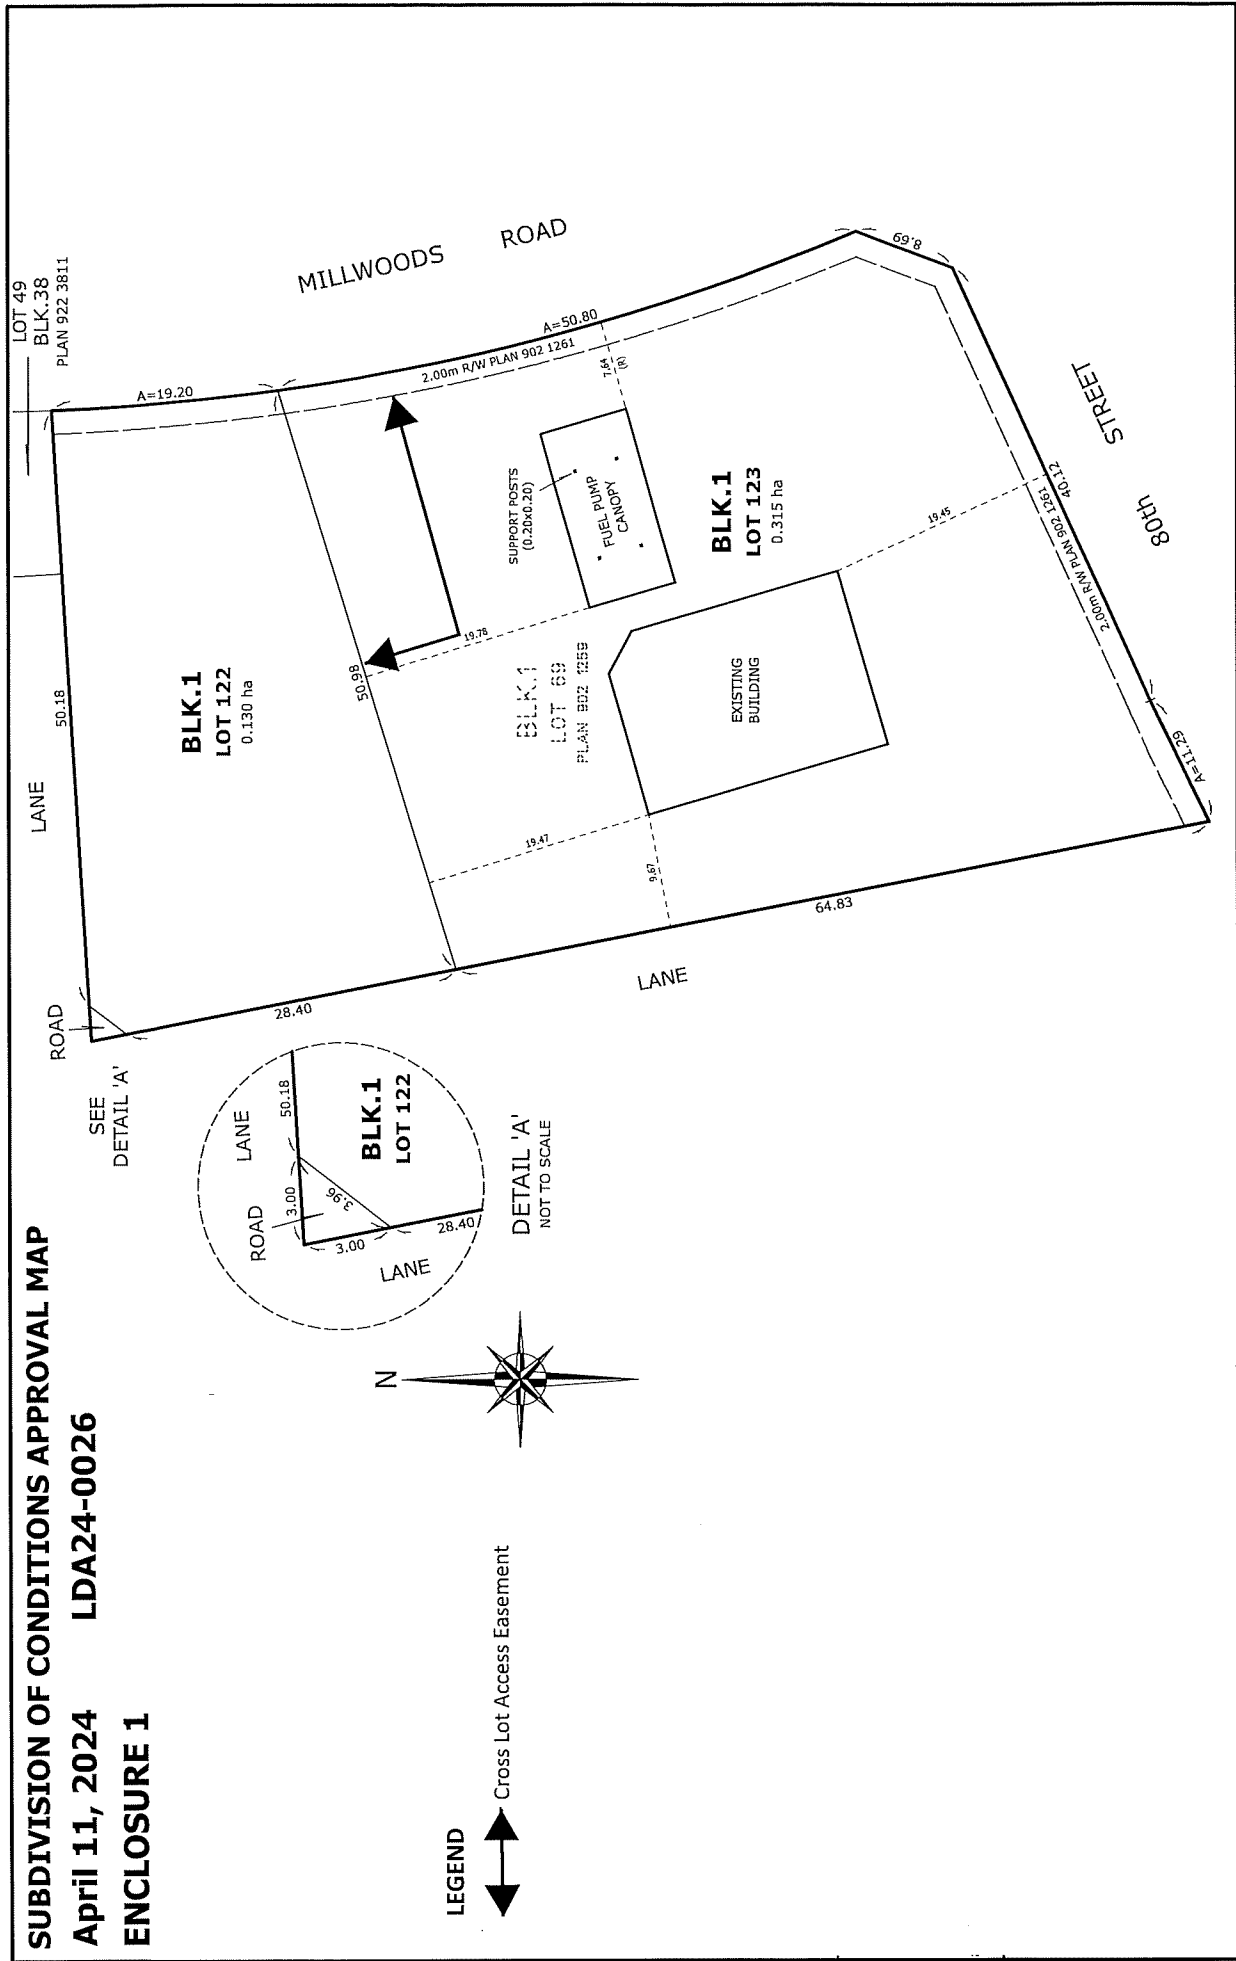 SUBDIVISION OF CONDITIONS APPROVAL MAP
April 11, 2024 LDA24-0026
ENCLOSURE 1
LEGEND
Cross Lot Access Easement
N
SEE
DETAIL 'A'
ROAD
LANE
50.18
3.00
3.96
3.00
28.40
LANE
BLK.1
LOT 122
DETAIL 'A'
NOT TO SCALE
ROAD
LANE
50.18
28.40
LOT 49
BLK.38
PLAN 922 3811
A=19.20
MILLWOODS ROAD
BLK.1
LOT 122
0.130 ha
50.98
A=50.80
2.00m R/W PLAN 902 1261
7.64
(R)
SUPPORT POSTS
(0.20x0.20)
FUEL PUMP
CANOPY
19.78
BLK.1
LOT 69
PLAN 902 1259
BLK.1
LOT 123
0.315 ha
EXISTING
BUILDING
19.47
9.67
19.45
8.69
64.83
LANE
40.12
2.00m R/W PLAN 902 1261
A=11.29
80th STREET